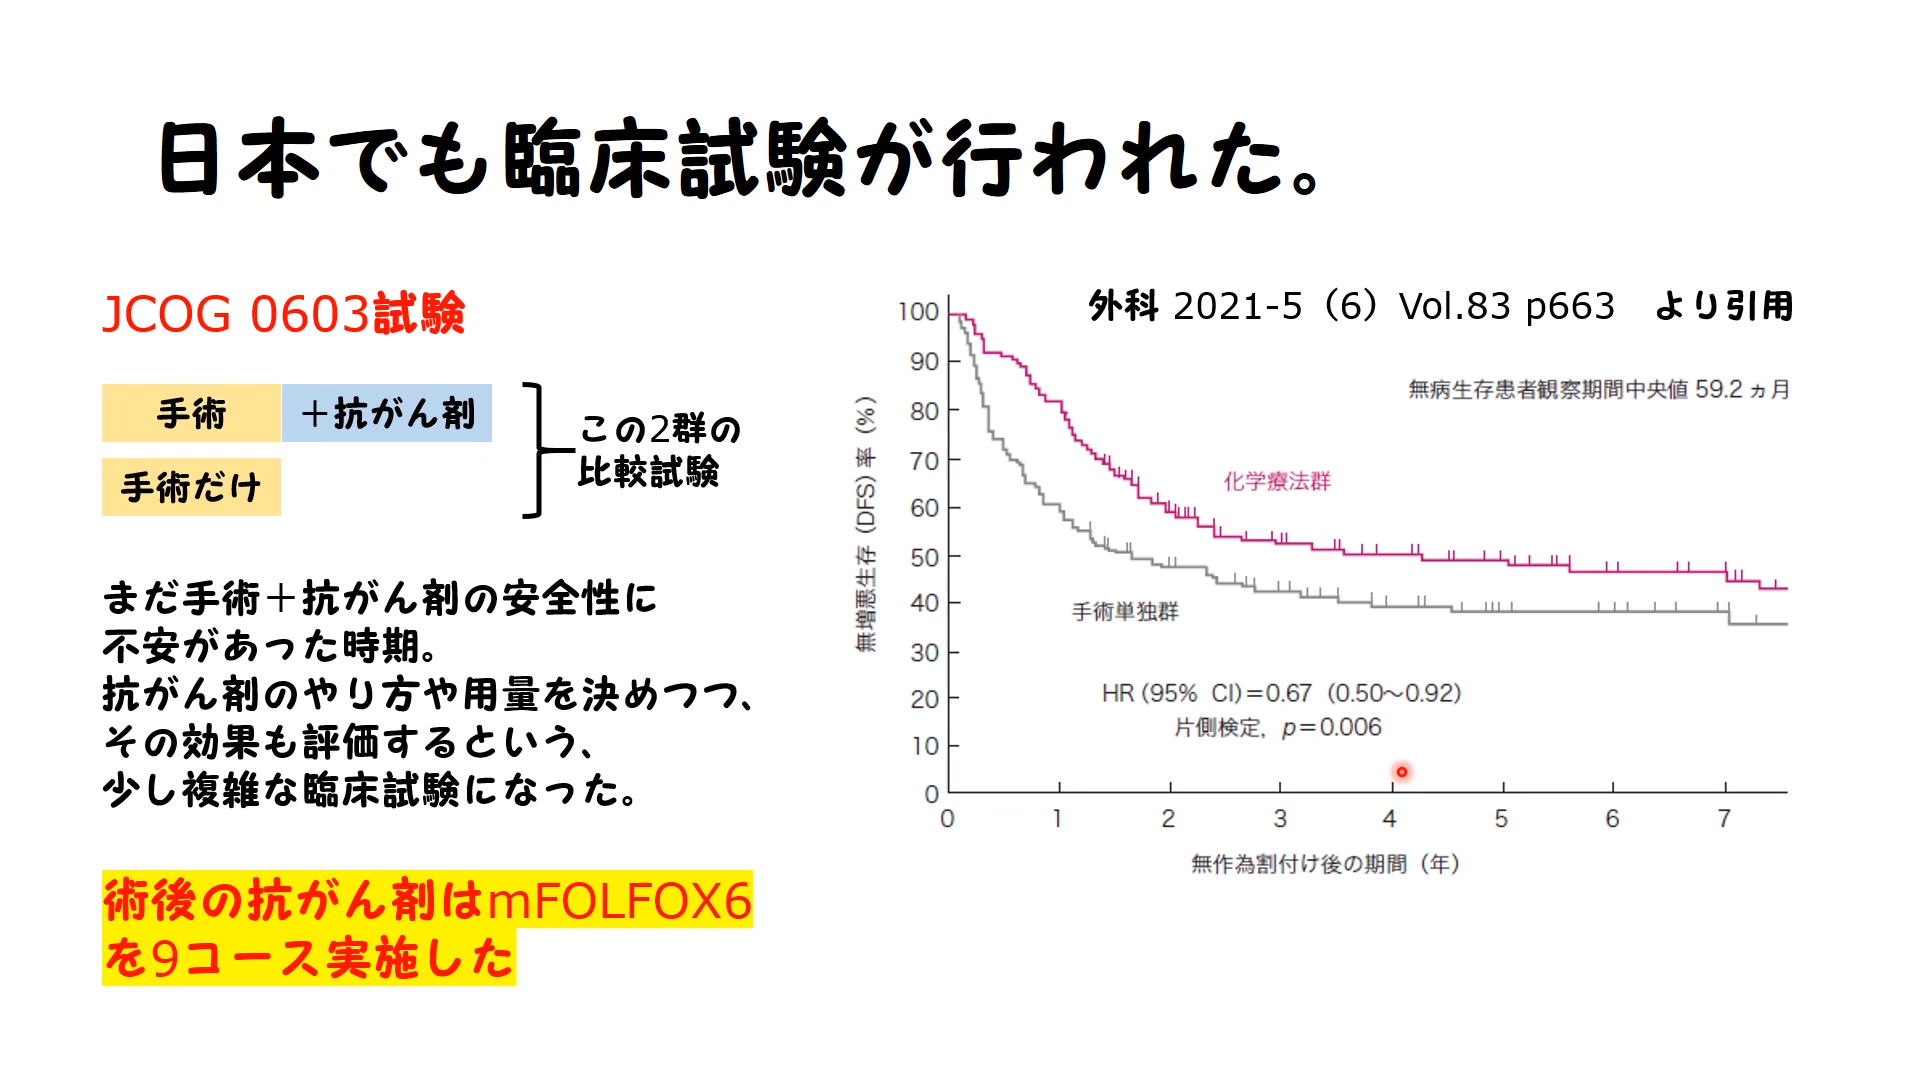 日本でも臨床試験が行われた。
JCOG 0603試験
手術
＋抗がん剤
手術だけ
この2群の
比較試験
まだ手術＋抗がん剤の安全性に
不安があった時期。
抗がん剤のやり方や用量を決めつつ、
その効果も評価するという、
少し複雑な臨床試験になった。
術後の抗がん剤はmFOLFOX6
を9コース実施した
外科 2021-5（6）Vol.83 p663　より引用
無病生存患者観察期間中央値 59.2 ヵ月
無増悪生存（DFS）率（%）
100
90
80
70
60
50
40
30
20
10
0
化学療法群
手術単独群
HR (95% CI)＝0.67 (0.50〜0.92)
片側検定, p＝0.006
0 1 2 3 4 5 6 7
無作為割付け後の期間（年）